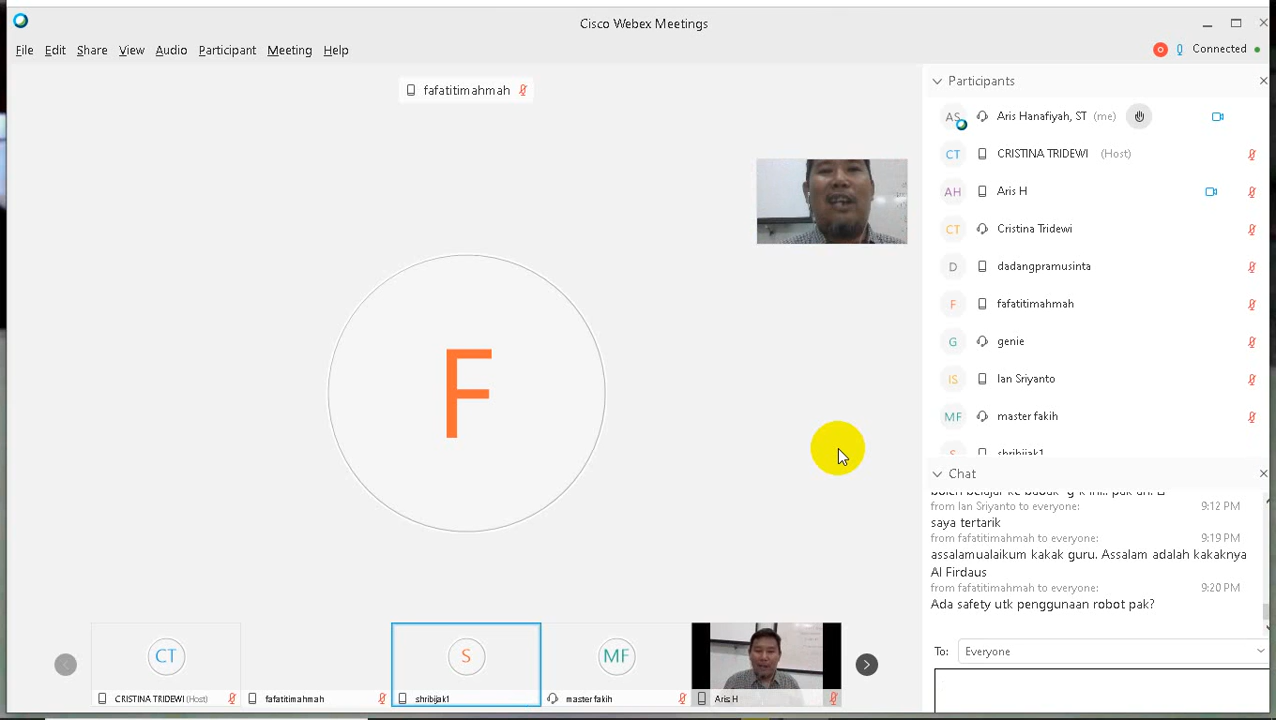 Cisco Webex Meetings
File Edit Share View Audio Participant Meeting Help
Connected
fafatitimahmah
F
CT
CRISTINA TRIDEWI (Host)
fafatitimahmah
S
shribijak1
MF
master fakih
Aris H
Participants
AS Aris Hanafiyah, ST (me)
CT CRISTINA TRIDEWI (Host)
AH Aris H
CT Cristina Tridewi
D dadangpramusinta
F fafatitimahmah
G genie
IS Ian Sriyanto
MF master fakih
S shribijak1
Chat
from Ian Sriyanto to everyone: 9:12 PM
saya tertarik
from fafatitimahmah to everyone: 9:19 PM
assalamualaikum kakak guru. Assalam adalah kakaknya
Al Firdaus
from fafatitimahmah to everyone: 9:20 PM
Ada safety utk penggunaan robot pak?
To: Everyone